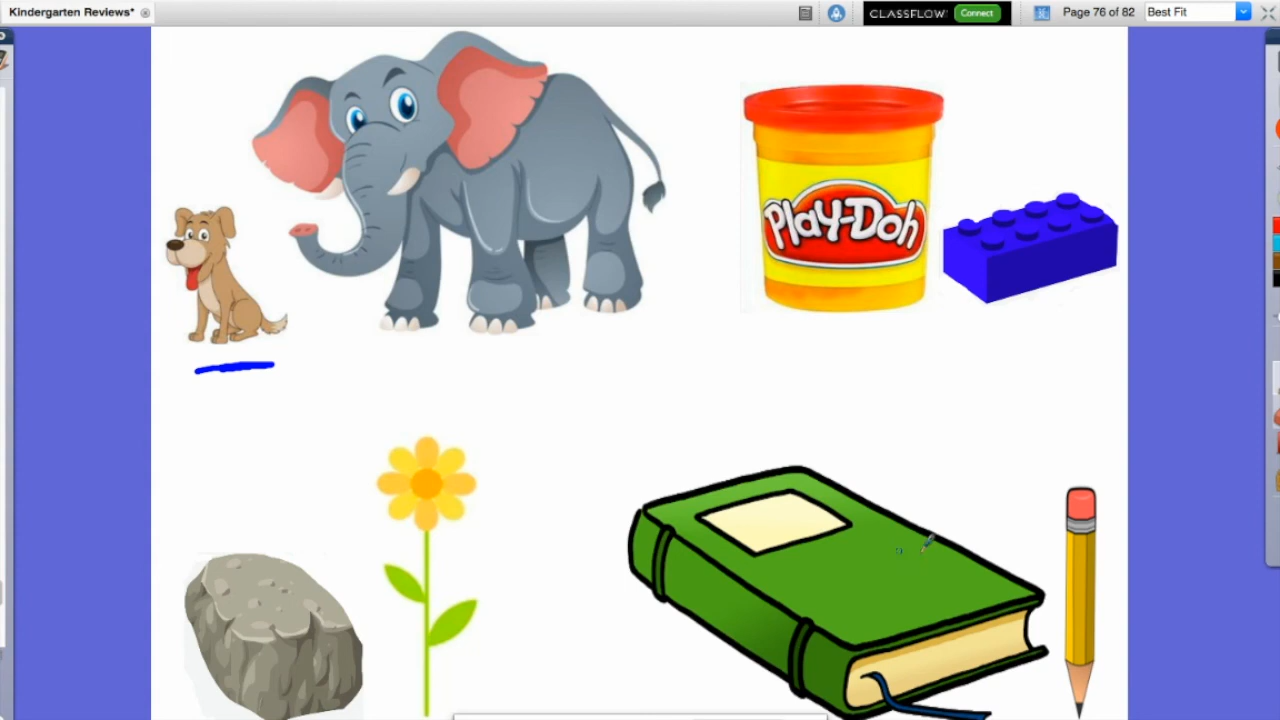 Kindergarten Reviews*
CLASSFLOW
Connect
Page 76 of 82
Best Fit
Play-Doh